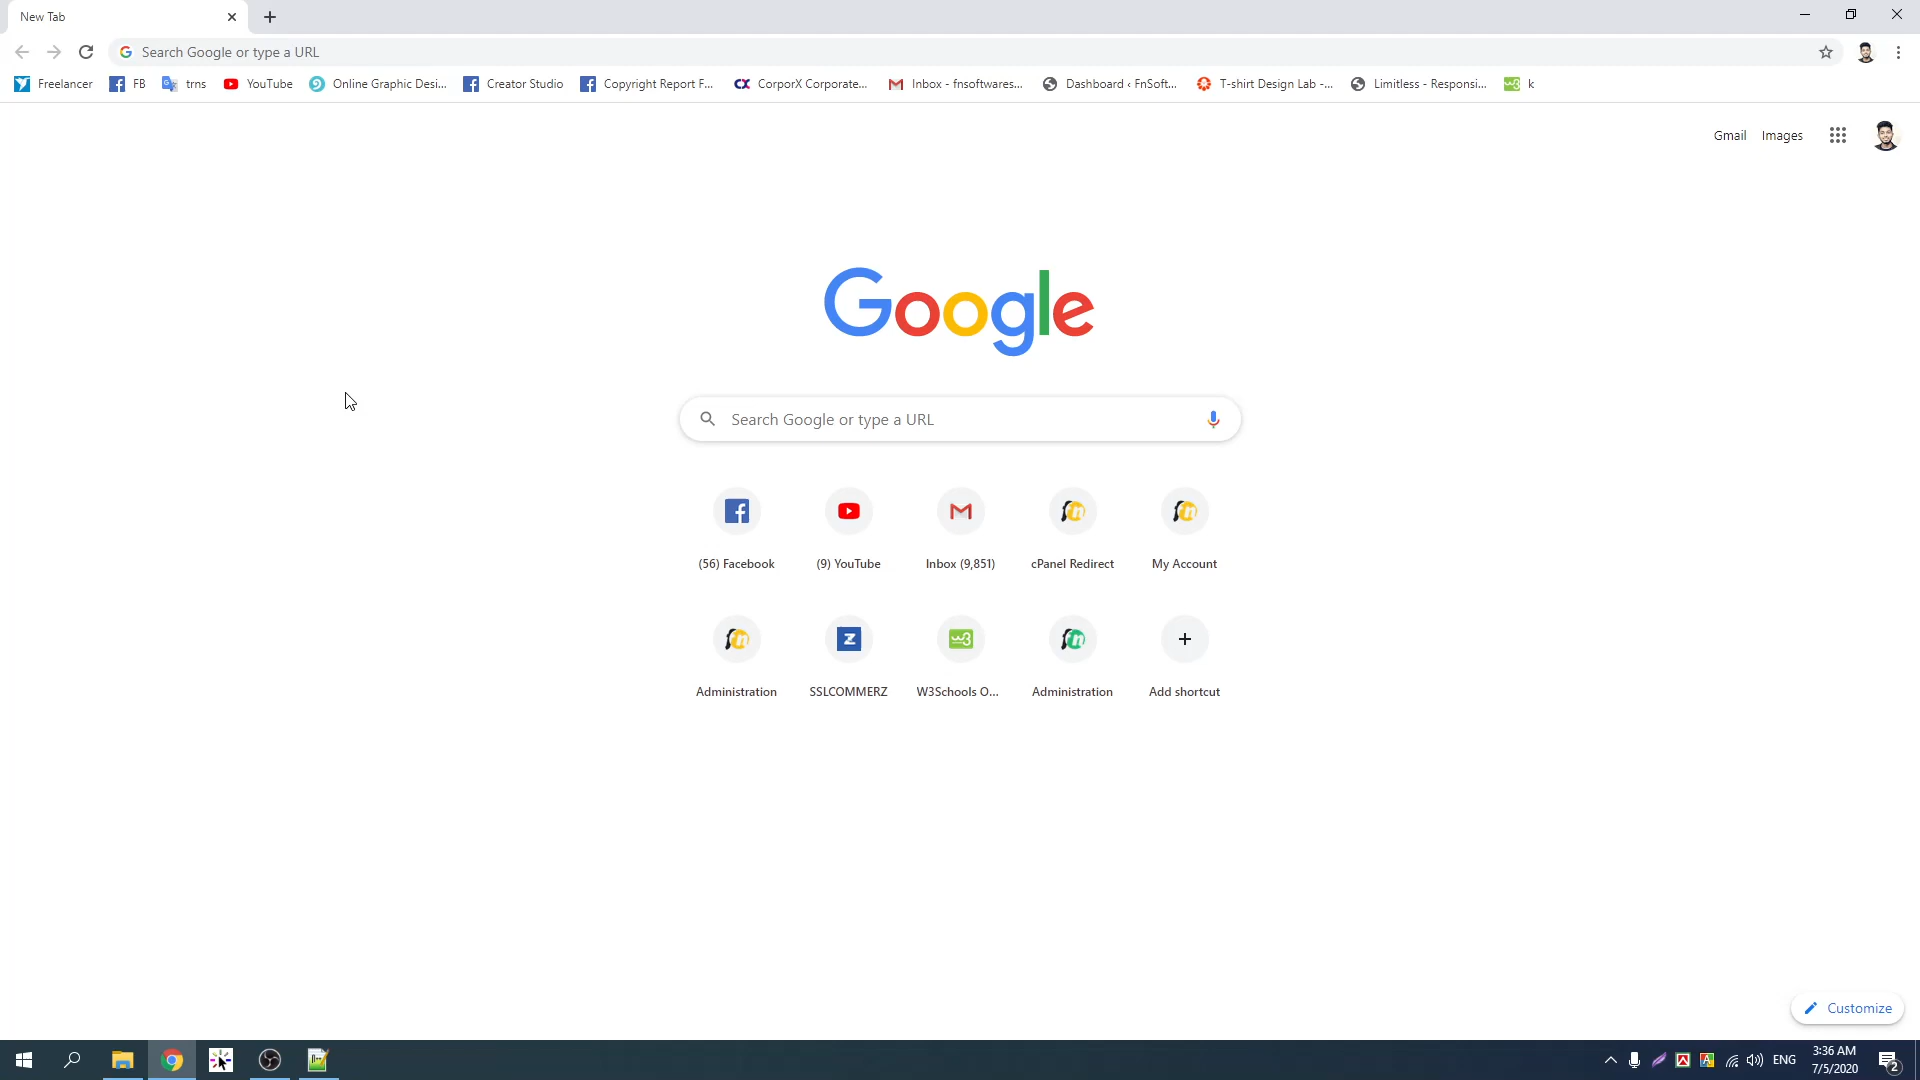 New Tab
Search Google or type a URL
Freelancer FB trns YouTube Online Graphic Desi... Creator Studio Copyright Report F... CorporX Corporate... Inbox - fnsoftwares... Dashboard ‹ FnSoft... T-shirt Design Lab -... Limitless - Responsi... k
Gmail Images
Google
Search Google or type a URL
(56) Facebook (9) YouTube Inbox (9,851) cPanel Redirect My Account
Administration SSLCOMMERZ W3Schools O... Administration Add shortcut
Customize
ENG 3:36 AM
7/5/2020
2